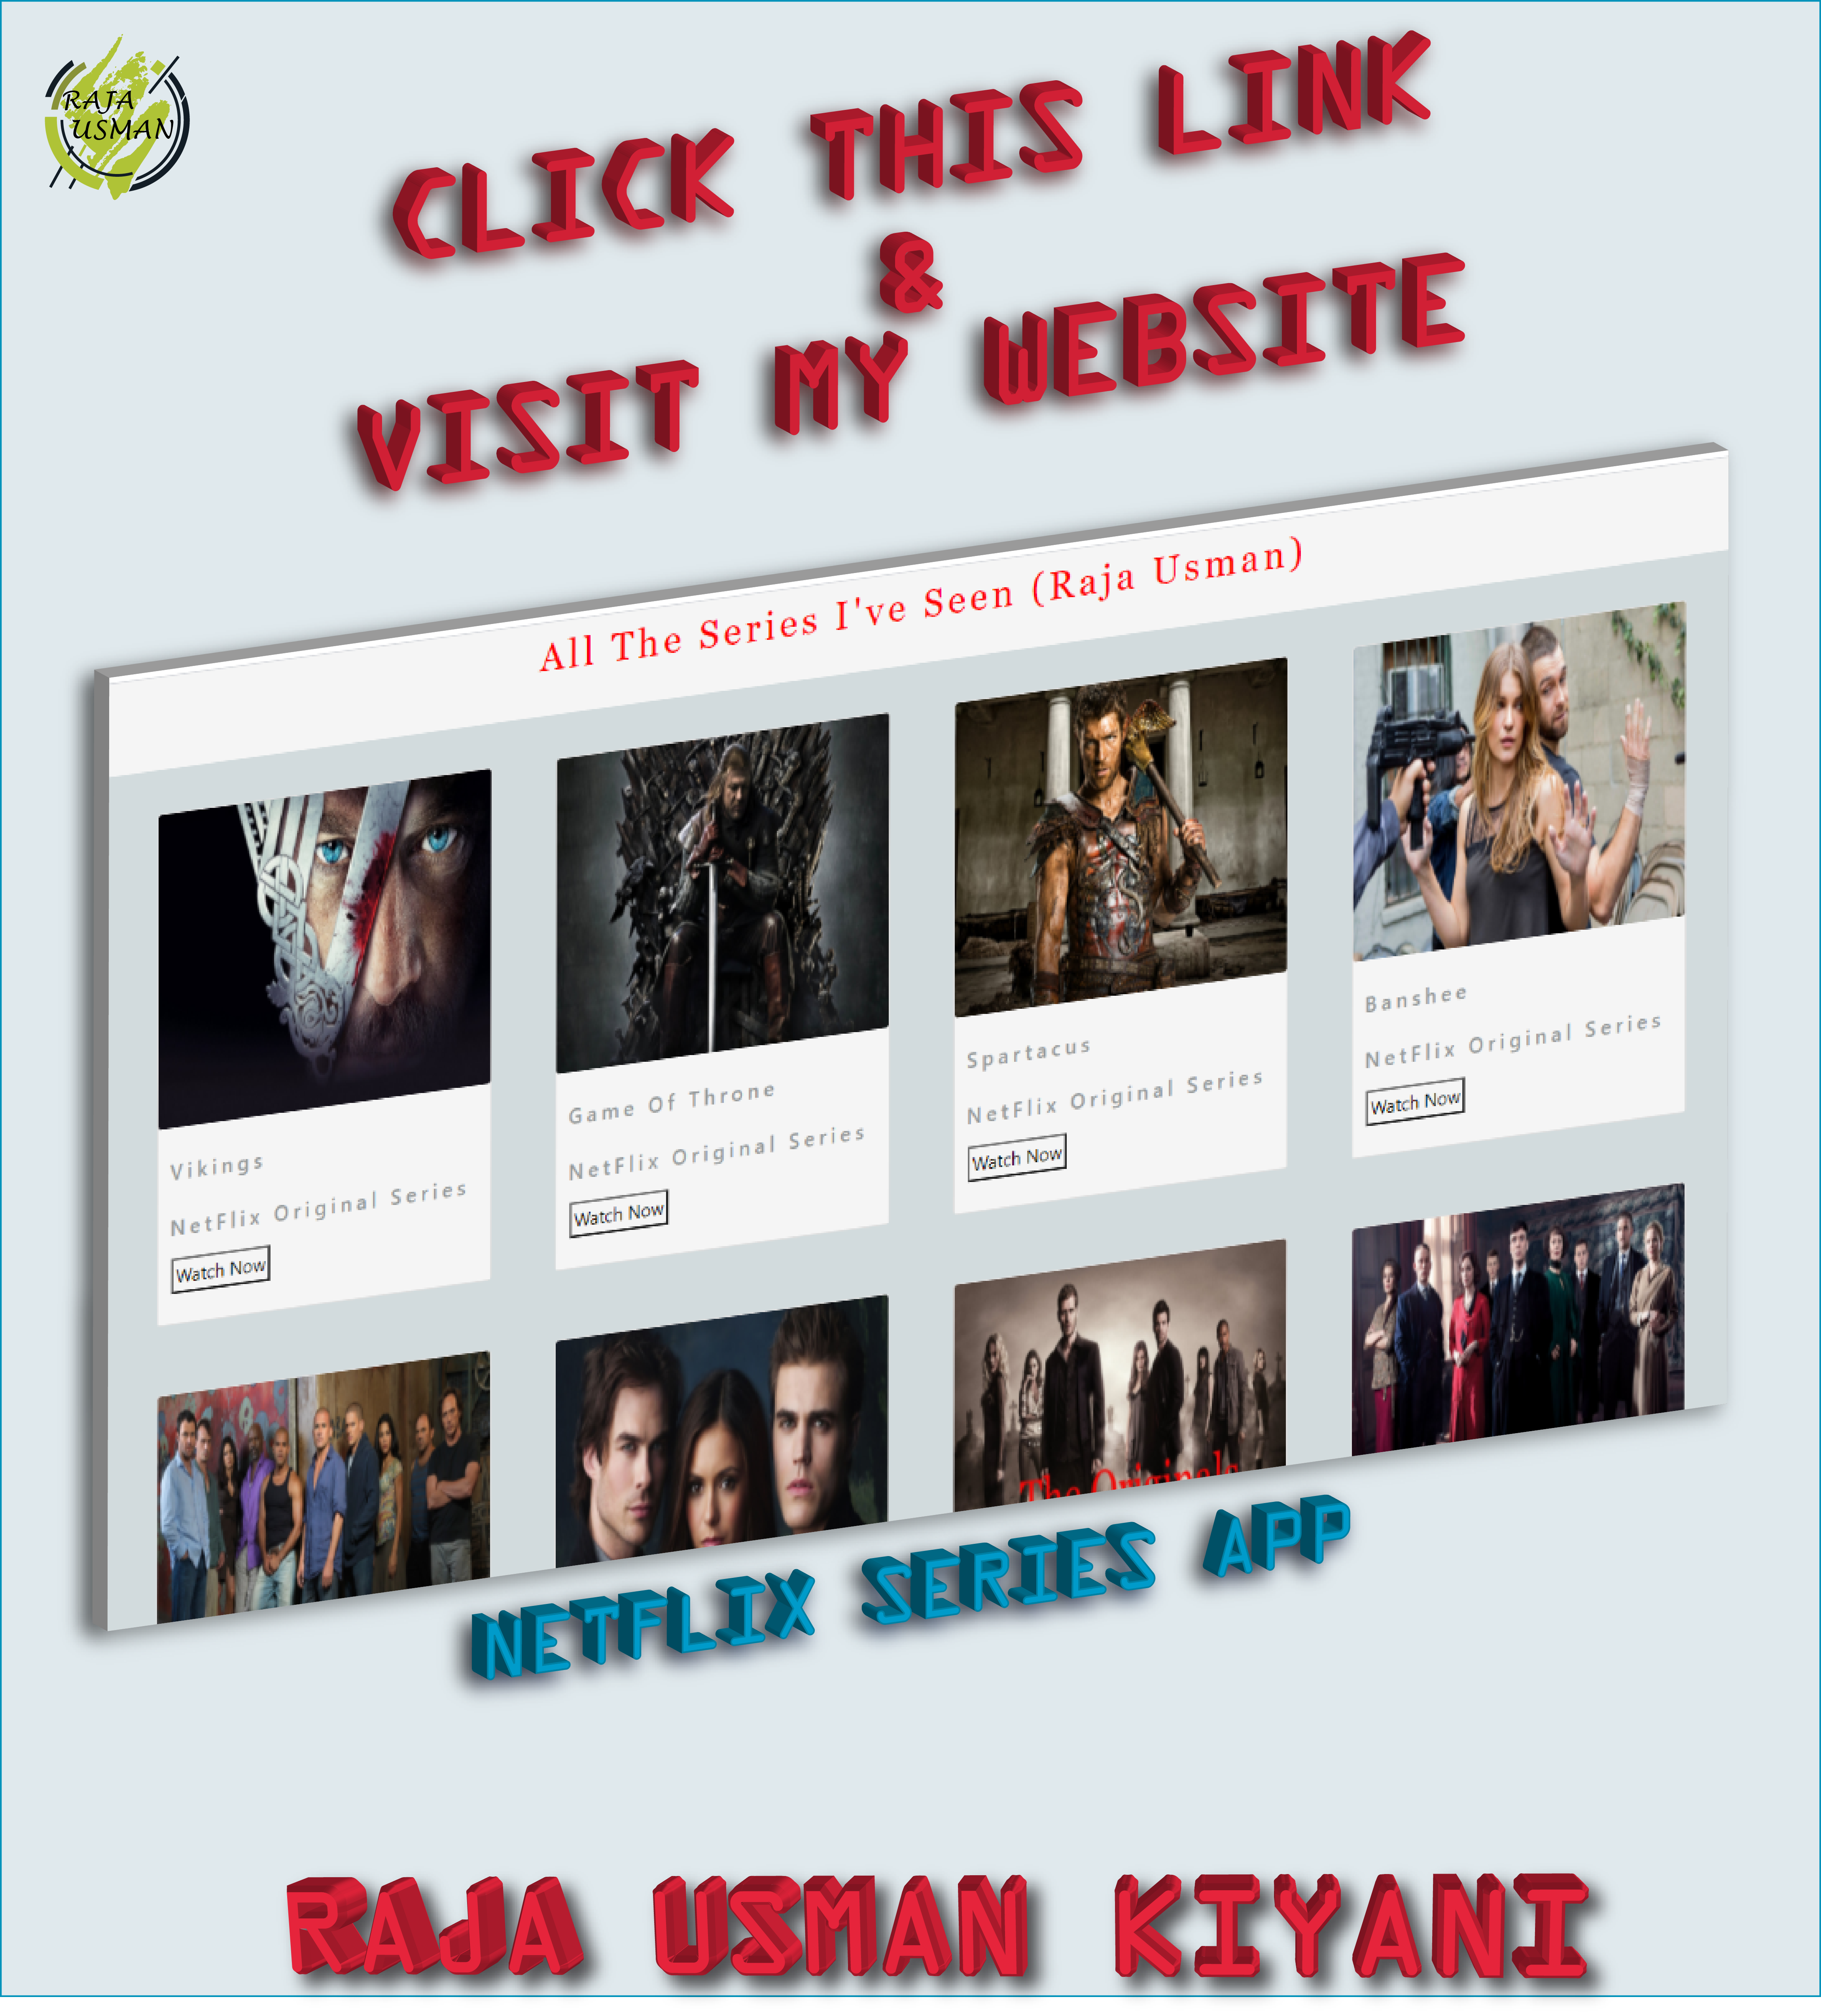 RAJA
USMAN
CLICK THIS LINK
&
VISIT MY WEBSITE
All The Series I've Seen (Raja Usman)
Vikings
NetFlix Original Series
Watch Now
Game Of Throne
NetFlix Original Series
Watch Now
Spartacus
NetFlix Original Series
Watch Now
Banshee
NetFlix Original Series
Watch Now
The Originals
NETFLIX SERIES APP
RAJA USMAN KIYANI